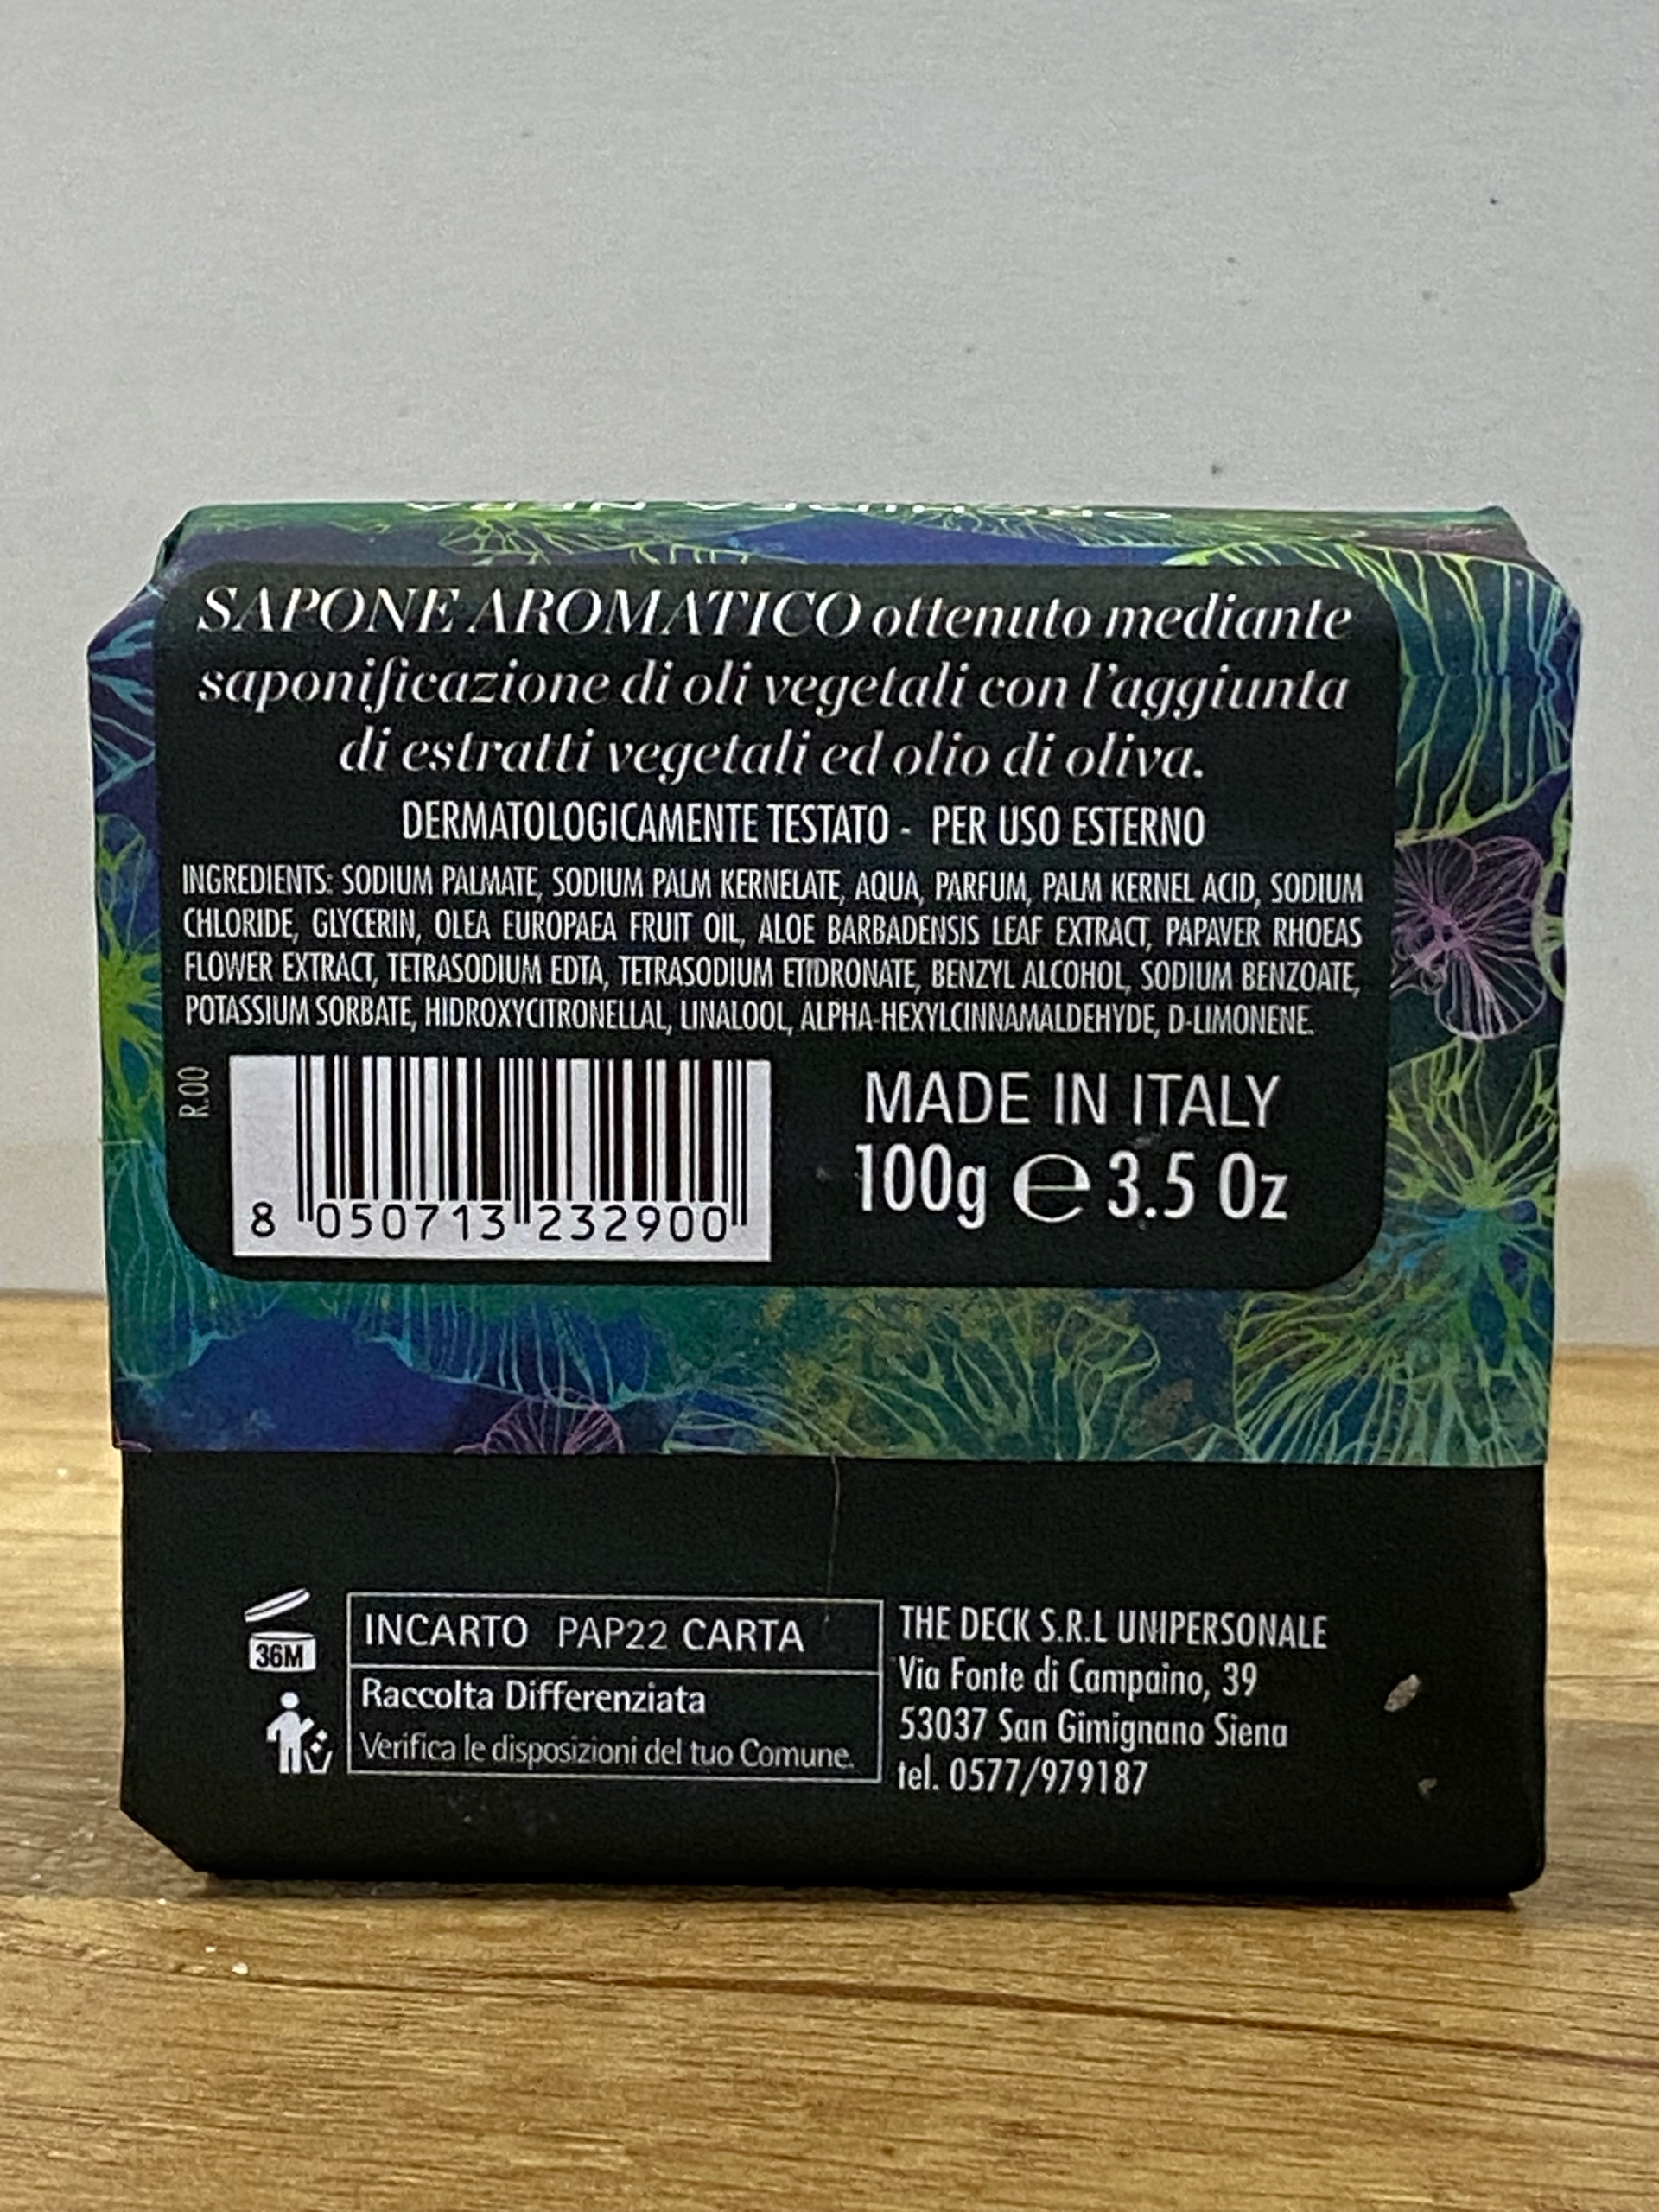 ORCHIDEA NERA
SAPONE AROMATICO ottenuto mediante
saponificazione di oli vegetali con l'aggiunta
di estratti vegetali ed olio di oliva.
DERMATOLOGICAMENTE TESTATO - PER USO ESTERNO
INGREDIENTS: SODIUM PALMATE, SODIUM PALM KERNELATE, AQUA, PARFUM, PALM KERNEL ACID, SODIUM
CHLORIDE, GLYCERIN, OLEA EUROPAEA FRUIT OIL, ALOE BARBADENSIS LEAF EXTRACT, PAPAVER RHOEAS
FLOWER EXTRACT, TETRASODIUM EDTA, TETRASODIUM ETIDRONATE, BENZYL ALCOHOL, SODIUM BENZOATE,
POTASSIUM SORBATE, HIDROXYCITRONELLAL, LINALOOL, ALPHA-HEXYLCINNAMALDEHYDE, D-LIMONENE.
R.00
8 050713 232900
MADE IN ITALY
100g ℮ 3.5 Oz
36M
INCARTO PAP22 CARTA
Raccolta Differenziata
Verifica le disposizioni del tuo Comune.
THE DECK S.R.L UNIPERSONALE
Via Fonte di Campaino, 39
53037 San Gimignano Siena
tel. 0577/979187